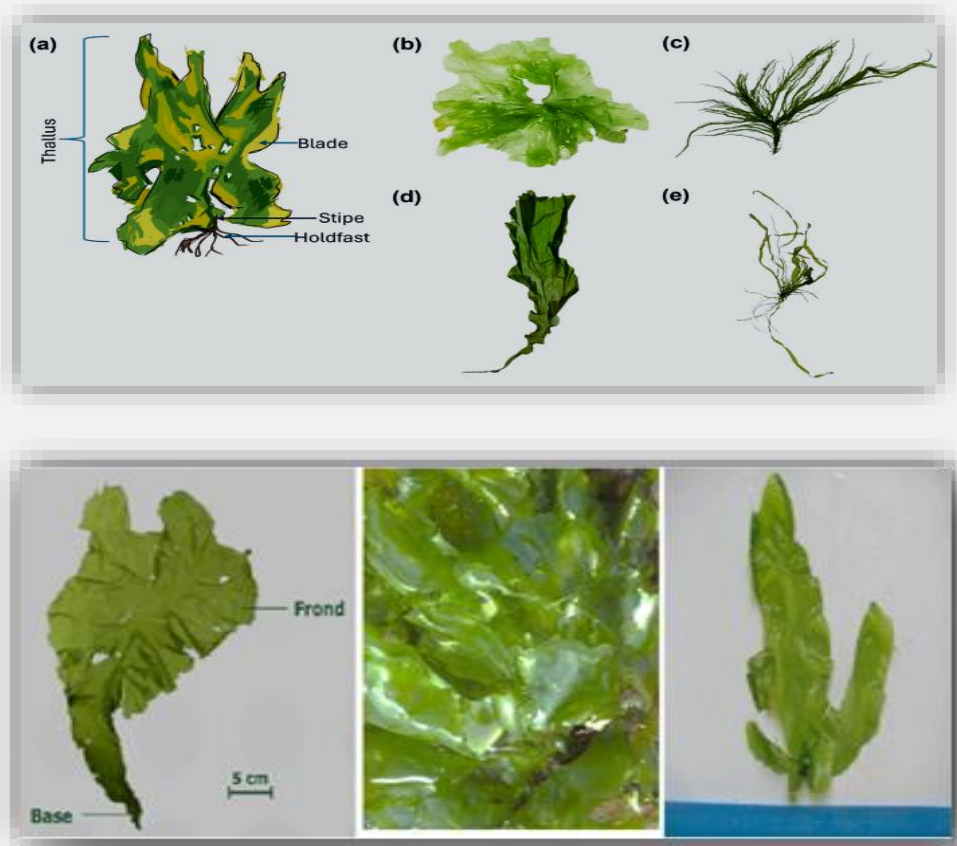 (a)
Thallus
Blade
Stipe
Holdfast
(b)
(c)
(d)
(e)
Frond
5 cm
Base